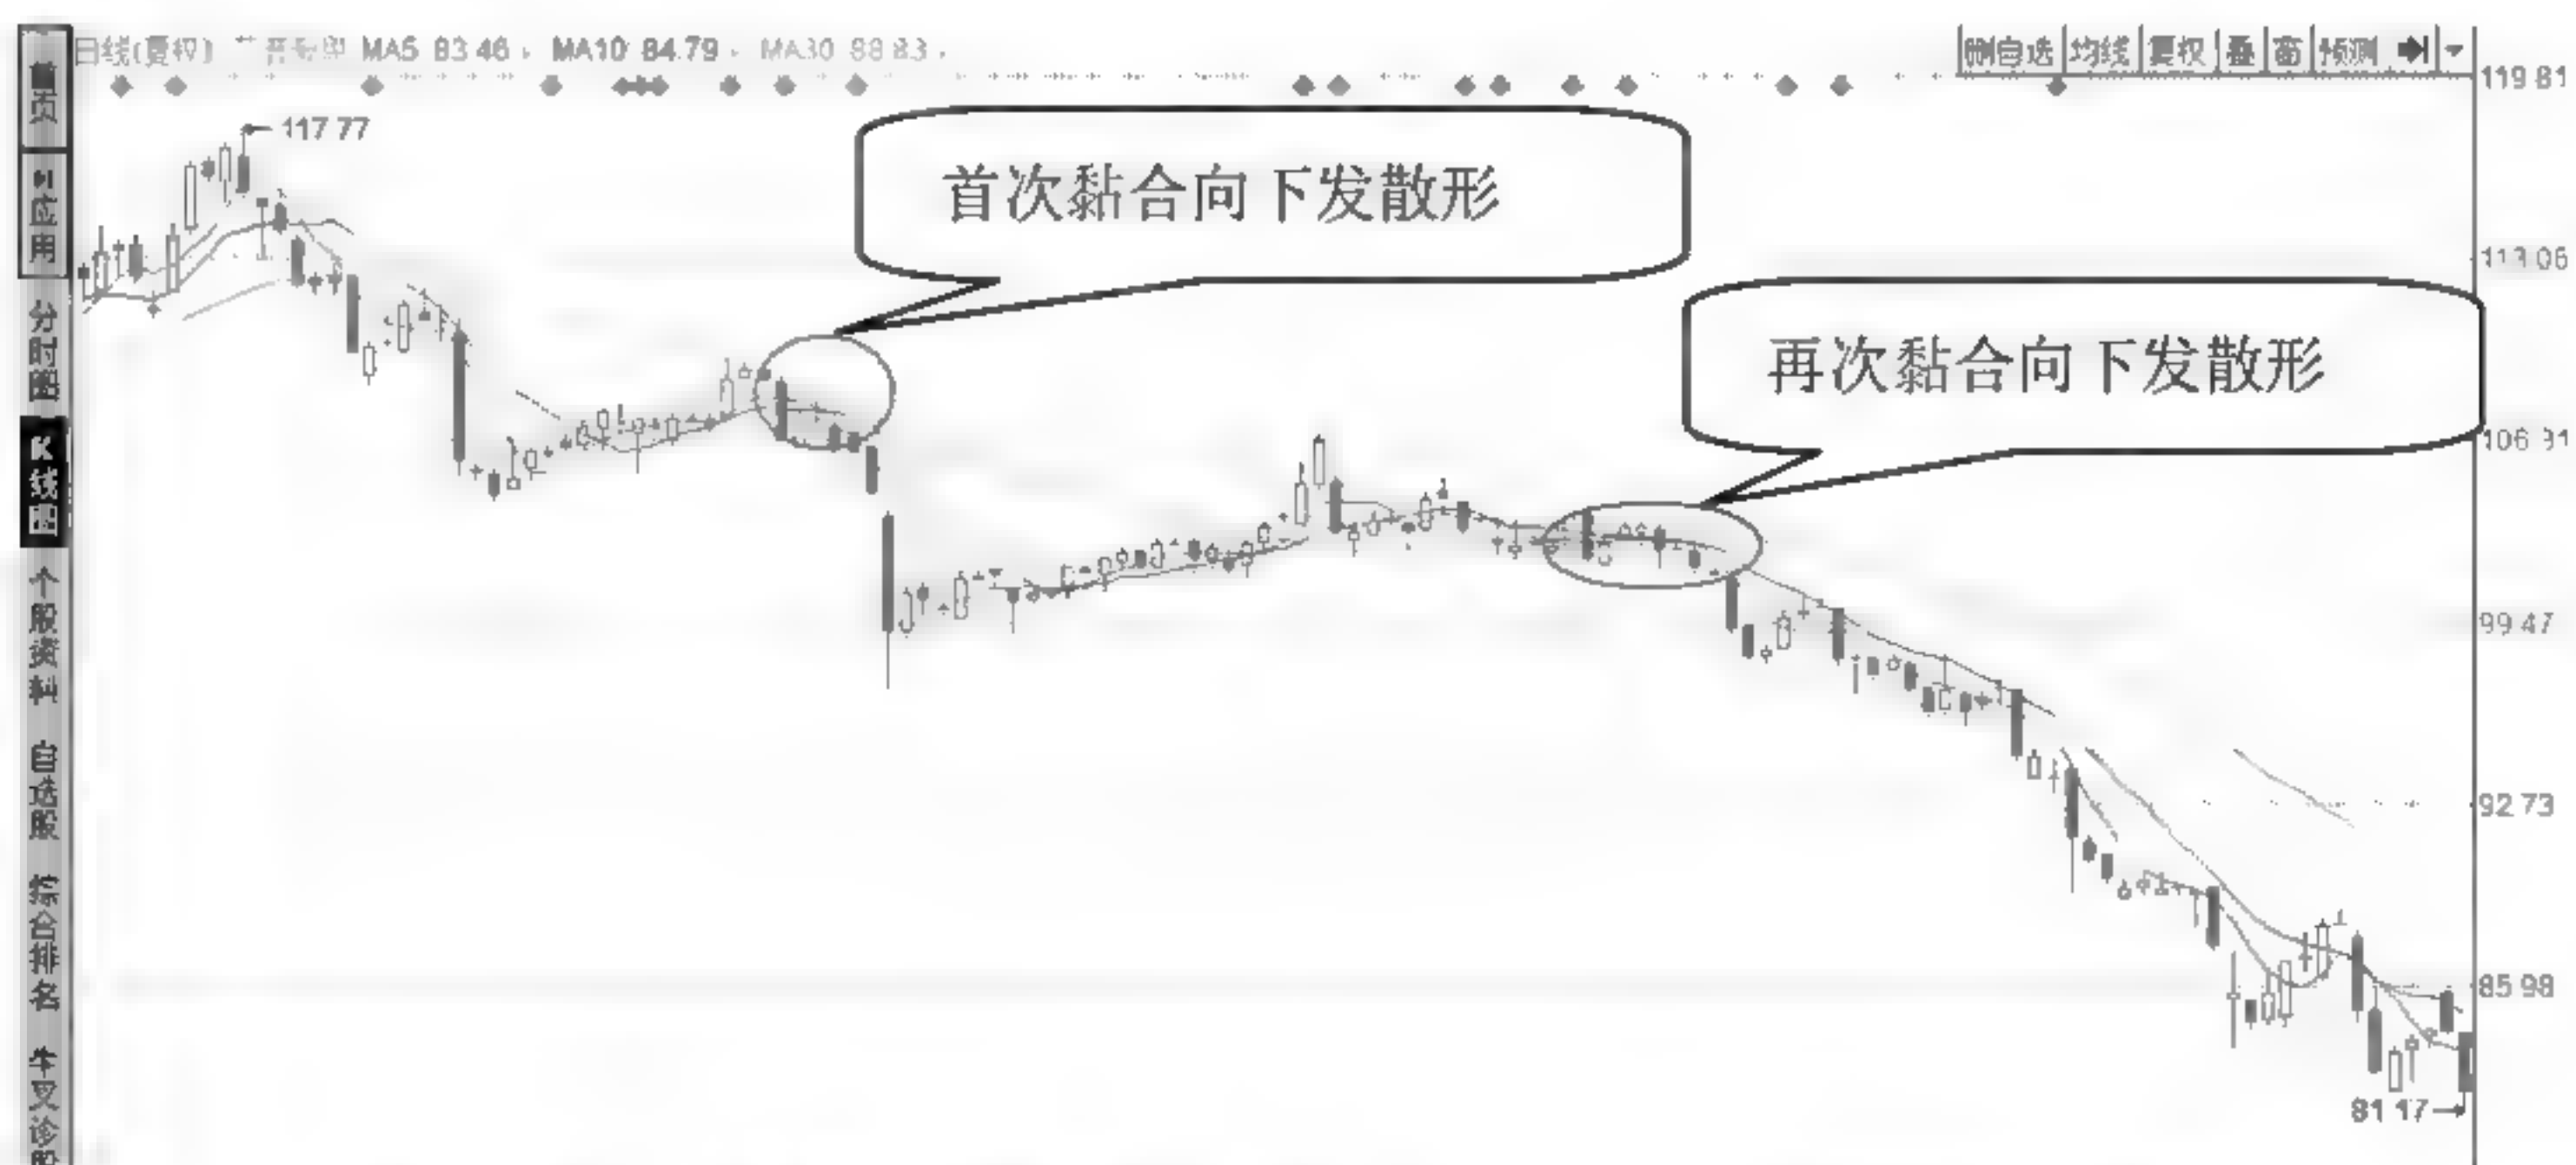 日线(复权)
MA5 83.46
MA10 84.79
MA30 88.83
删自选 均线 复权 叠 窗 预测
119.81
117.77
首次黏合向下发散形
113.06
再次黏合向下发散形
106.31
99.47
92.73
85.98
81.17
首页
应用
分时图
K线图
个股资料
自选股
综合排名
牛叉诊股